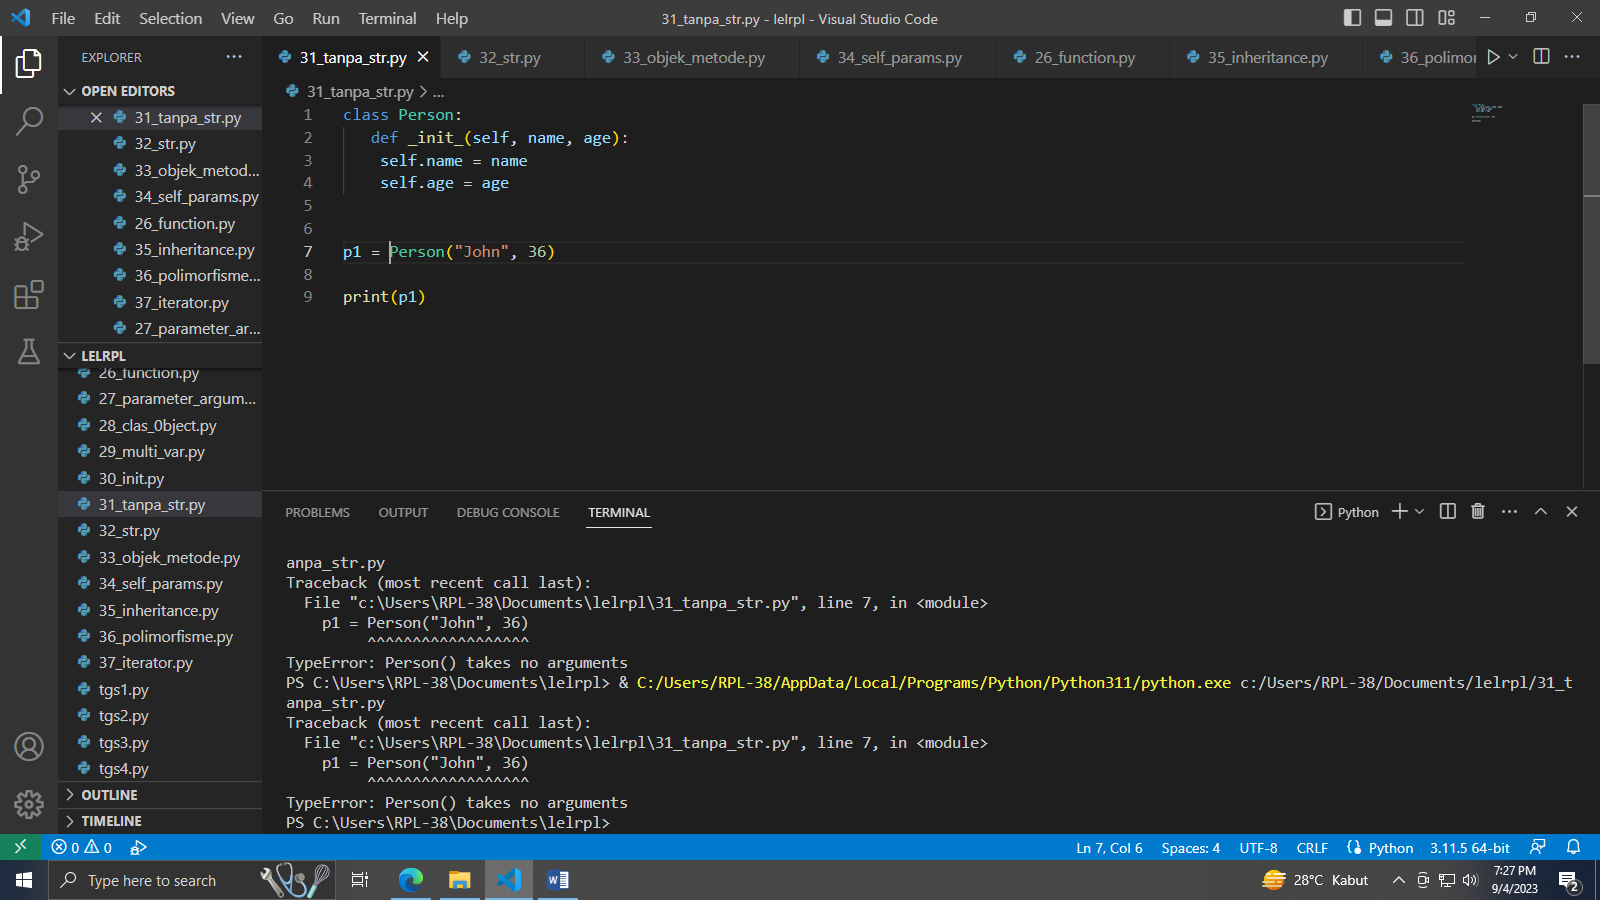 File Edit Selection View Go Run Terminal Help
31_tanpa_str.py - lelrpl - Visual Studio Code
EXPLORER
31_tanpa_str.py 32_str.py 33_objek_metode.py 34_self_params.py 26_function.py 35_inheritance.py 36_polimor
OPEN EDITORS
31_tanpa_str.py
32_str.py
33_objek_metod...
34_self_params.py
26_function.py
35_inheritance.py
36_polimorfisme...
37_iterator.py
27_parameter_ar...
LELRPL
26_function.py
27_parameter_argum...
28_clas_0bject.py
29_multi_var.py
30_init.py
31_tanpa_str.py
32_str.py
33_objek_metode.py
34_self_params.py
35_inheritance.py
36_polimorfisme.py
37_iterator.py
tgs1.py
tgs2.py
tgs3.py
tgs4.py
OUTLINE
TIMELINE
31_tanpa_str.py > ...
1 class Person:
2 def _init_(self, name, age):
3 self.name = name
4 self.age = age
5
6
7 p1 = Person("John", 36)
8
9 print(p1)
PROBLEMS OUTPUT DEBUG CONSOLE TERMINAL
Python
anpa_str.py
Traceback (most recent call last):
File "c:\Users\RPL-38\Documents\lelrpl\31_tanpa_str.py", line 7, in <module>
p1 = Person("John", 36)
^^^^^^^^^^^^^^^^^^
TypeError: Person() takes no arguments
PS C:\Users\RPL-38\Documents\lelrpl> & C:/Users/RPL-38/AppData/Local/Programs/Python/Python311/python.exe c:/Users/RPL-38/Documents/lelrpl/31_t
anpa_str.py
Traceback (most recent call last):
File "c:\Users\RPL-38\Documents\lelrpl\31_tanpa_str.py", line 7, in <module>
p1 = Person("John", 36)
^^^^^^^^^^^^^^^^^^
TypeError: Person() takes no arguments
PS C:\Users\RPL-38\Documents\lelrpl>
0 0
Ln 7, Col 6 Spaces: 4 UTF-8 CRLF Python 3.11.5 64-bit
Type here to search
28°C Kabut
7:27 PM
9/4/2023
2